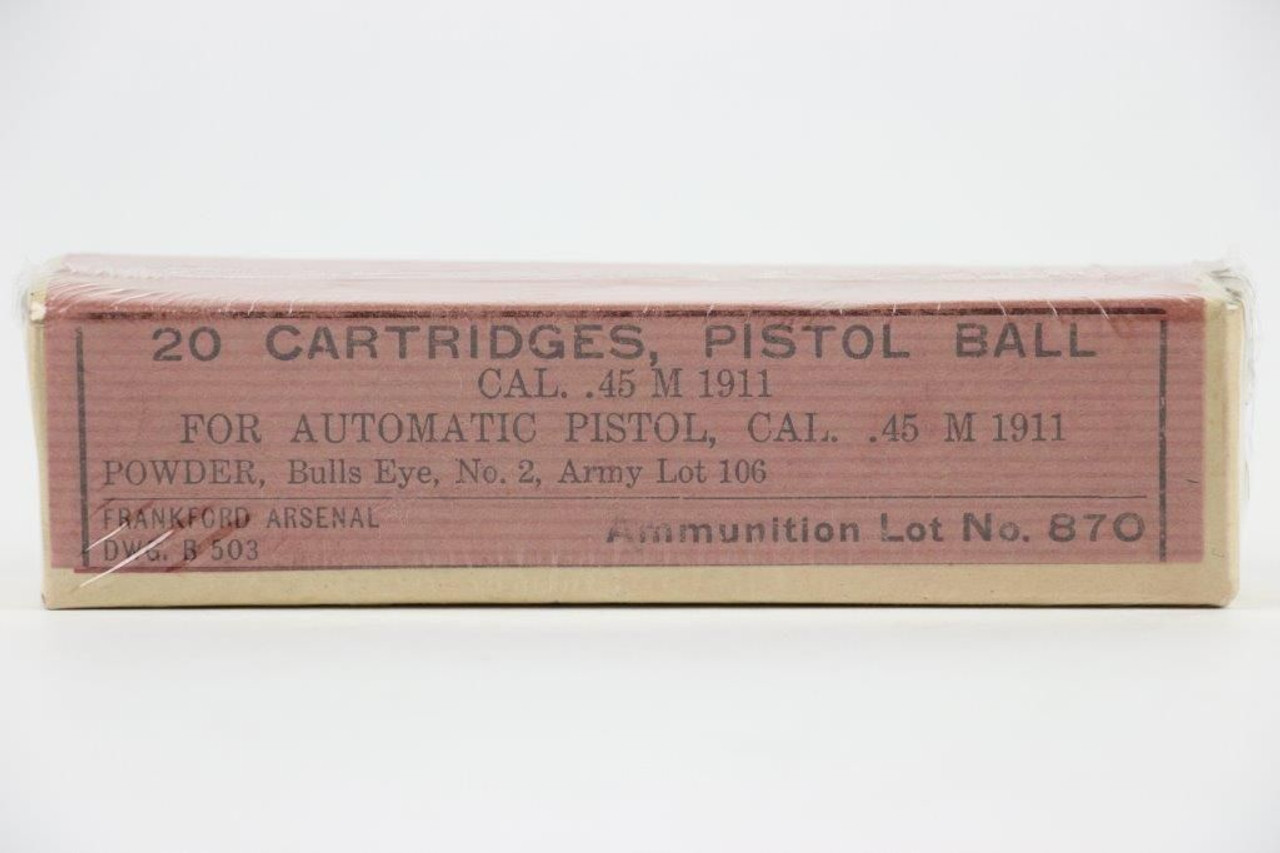 20 CARTRIDGES, PISTOL BALL
CAL. .45 M 1911
FOR AUTOMATIC PISTOL, CAL. .45 M 1911
POWDER, Bulls Eye, No. 2, Army Lot 106
FRANKFORD ARSENAL
DWG. B 503
Ammunition Lot No. 870